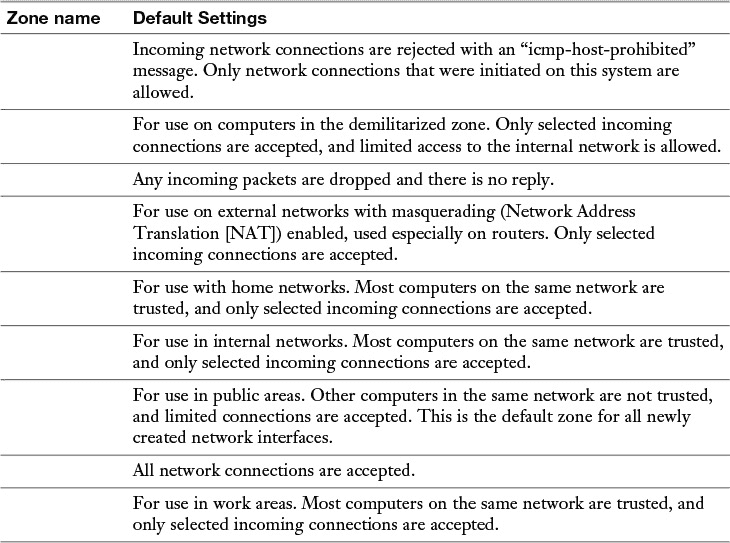 Zone name Default Settings
Incoming network connections are rejected with an “icmp-host-prohibited”
message. Only network connections that were initiated on this system are
allowed.
For use on computers in the demilitarized zone. Only selected incoming
connections are accepted, and limited access to the internal network is allowed.
Any incoming packets are dropped and there is no reply.
For use on external networks with masquerading (Network Address
Translation [NAT]) enabled, used especially on routers. Only selected
incoming connections are accepted.
For use with home networks. Most computers on the same network are
trusted, and only selected incoming connections are accepted.
For use in internal networks. Most computers on the same network are trusted,
and only selected incoming connections are accepted.
For use in public areas. Other computers in the same network are not trusted,
and limited connections are accepted. This is the default zone for all newly
created network interfaces.
All network connections are accepted.
For use in work areas. Most computers on the same network are trusted, and
only selected incoming connections are accepted.